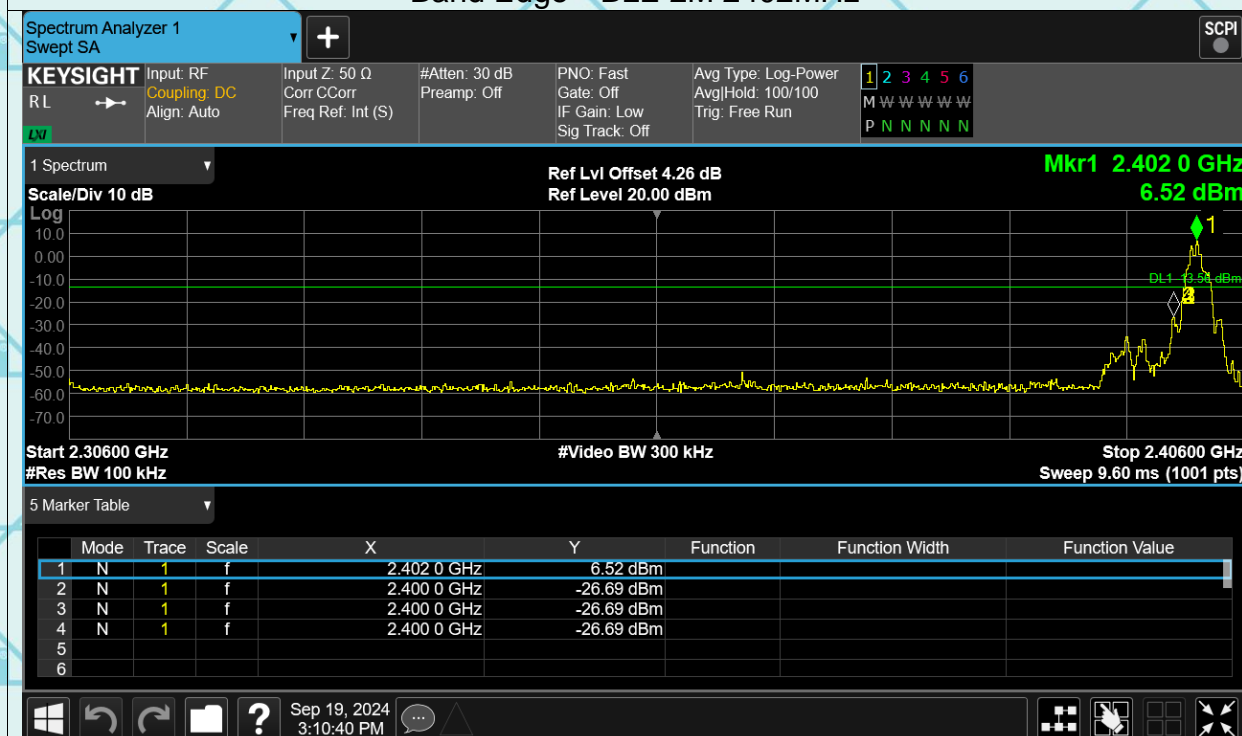 Band Edge BLE 2M 2402MHz
Spectrum Analyzer 1
Swept SA
SCPI
KEYSIGHT Input: RF Input Z: 50 Ω #Atten: 30 dB PNO: Fast Avg Type: Log-Power 1 2 3 4 5 6
RL Coupling: DC Corr CCorr Preamp: Off Gate: Off Avg|Hold: 100/100 M W W W W W
Align: Auto Freq Ref: Int (S) IF Gain: Low Trig: Free Run P N N N N N
LXI Sig Track: Off
1 Spectrum Ref Lvl Offset 4.26 dB Mkr1 2.402 0 GHz
Scale/Div 10 dB Ref Level 20.00 dBm 6.52 dBm
Log
1
10.0
0.00
-10.0 DL1 -13.56 dBm
-20.0
-30.0
-40.0
-50.0
-60.0
-70.0
Start 2.30600 GHz #Video BW 300 kHz Stop 2.40600 GHz
#Res BW 100 kHz Sweep 9.60 ms (1001 pts)
5 Marker Table
Mode Trace Scale X Y Function Function Width Function Value
1 N 1 f 2.402 0 GHz 6.52 dBm
2 N 1 f 2.400 0 GHz -26.69 dBm
3 N 1 f 2.400 0 GHz -26.69 dBm
4 N 1 f 2.400 0 GHz -26.69 dBm
5
6
? Sep 19, 2024
3:10:40 PM